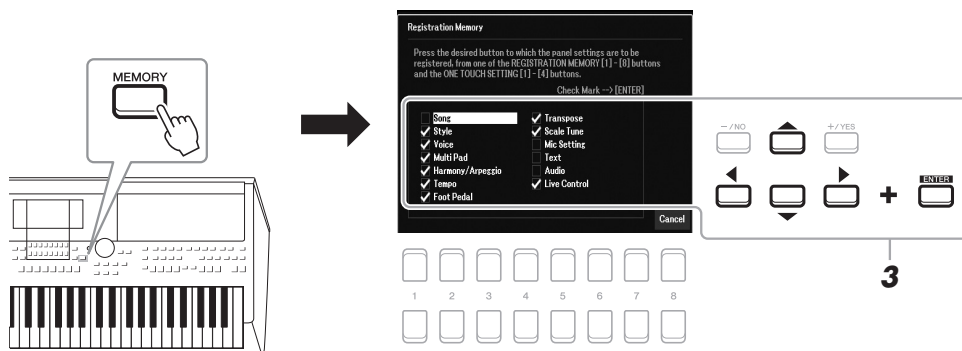 MEMORY
Registration Memory
Press the desired button to which the panel settings are to be
registered, from one of the REGISTRATION MEMORY [1] - [8] buttons
and the ONE TOUCH SETTING [1] - [4] buttons.
Check Mark --> [ENTER]
Song
Style
Voice
Multi Pad
Harmony/Arpeggio
Tempo
Foot Pedal
Transpose
Scale Tune
Mic Setting
Text
Audio
Live Control
Cancel
1 2 3 4 5 6 7 8
－/NO
+/YES
+
ENTER
3